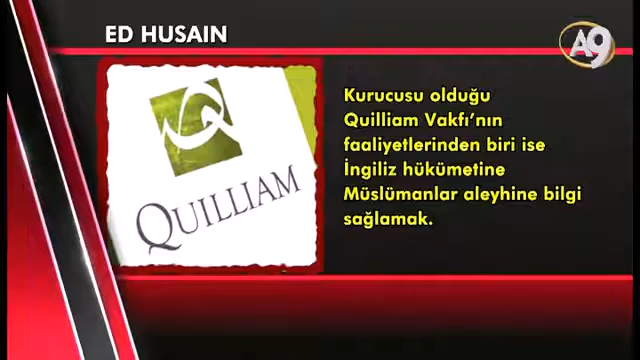 ED HUSAIN
A9
QUILLIAM
Kurucusu olduğu
Quilliam Vakfı'nın
faaliyetlerinden biri ise
İngiliz hükümetine
Müslümanlar aleyhine bilgi
sağlamak.